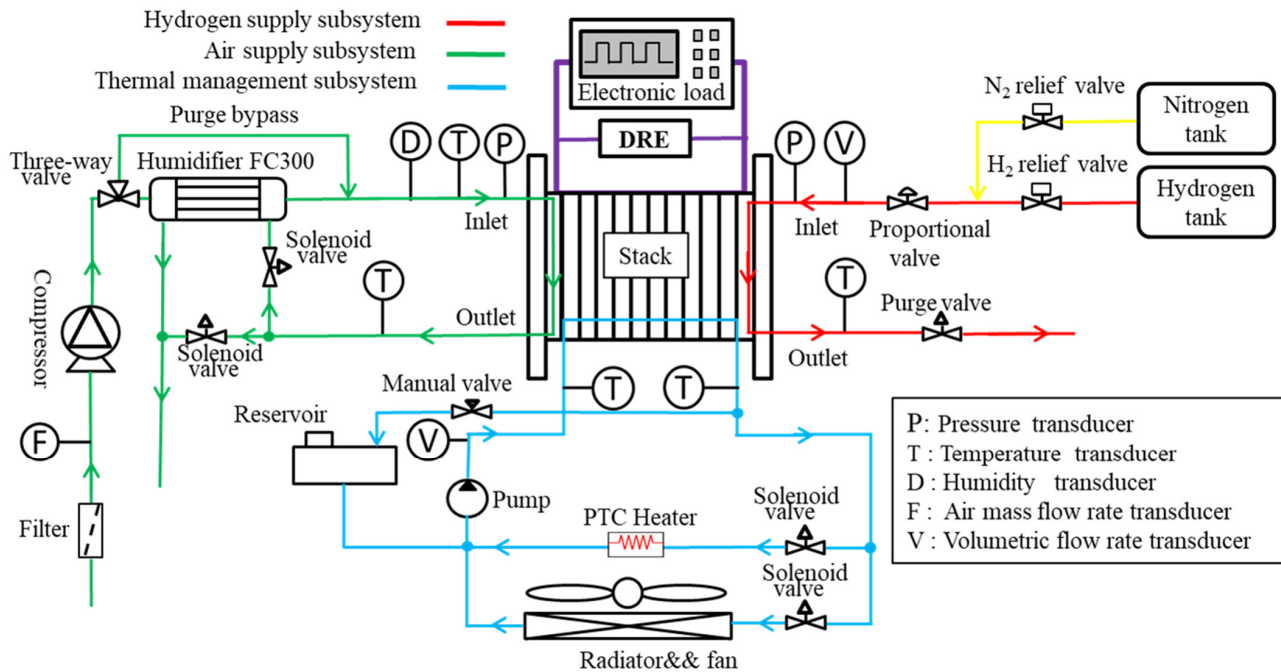 Hydrogen supply subsystem
Air supply subsystem
Thermal management subsystem
Purge bypass
Three-way
valve
Humidifier FC300
Solenoid
valve
Compressor
Solenoid
valve
F
Filter
D
T
P
Inlet
T
Outlet
Electronic load
DRE
Stack
P
V
Inlet
N2 relief valve
Nitrogen
tank
H2 relief valve
Hydrogen
tank
Proportional
valve
T
Purge valve
Outlet
Manual valve
T
T
Reservoir
V
Pump
PTC Heater
Solenoid
valve
Solenoid
valve
Radiator&& fan
P: Pressure transducer
T : Temperature transducer
D : Humidity transducer
F : Air mass flow rate transducer
V : Volumetric flow rate transducer